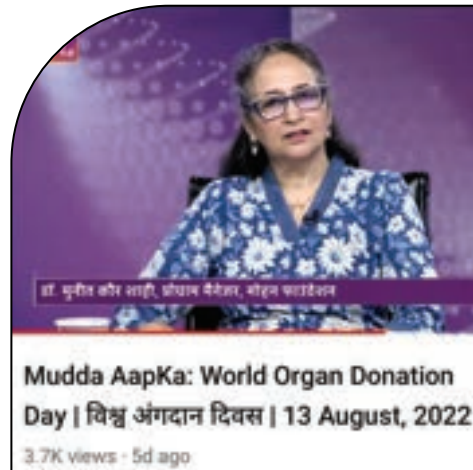 डॉ. मुनीत कौर शाही, प्रोग्राम मैनेजर, मोहन फाउंडेशन
Mudda AapKa: World Organ Donation
Day | विश्व अंगदान दिवस | 13 August, 2022
3.7K views · 5d ago